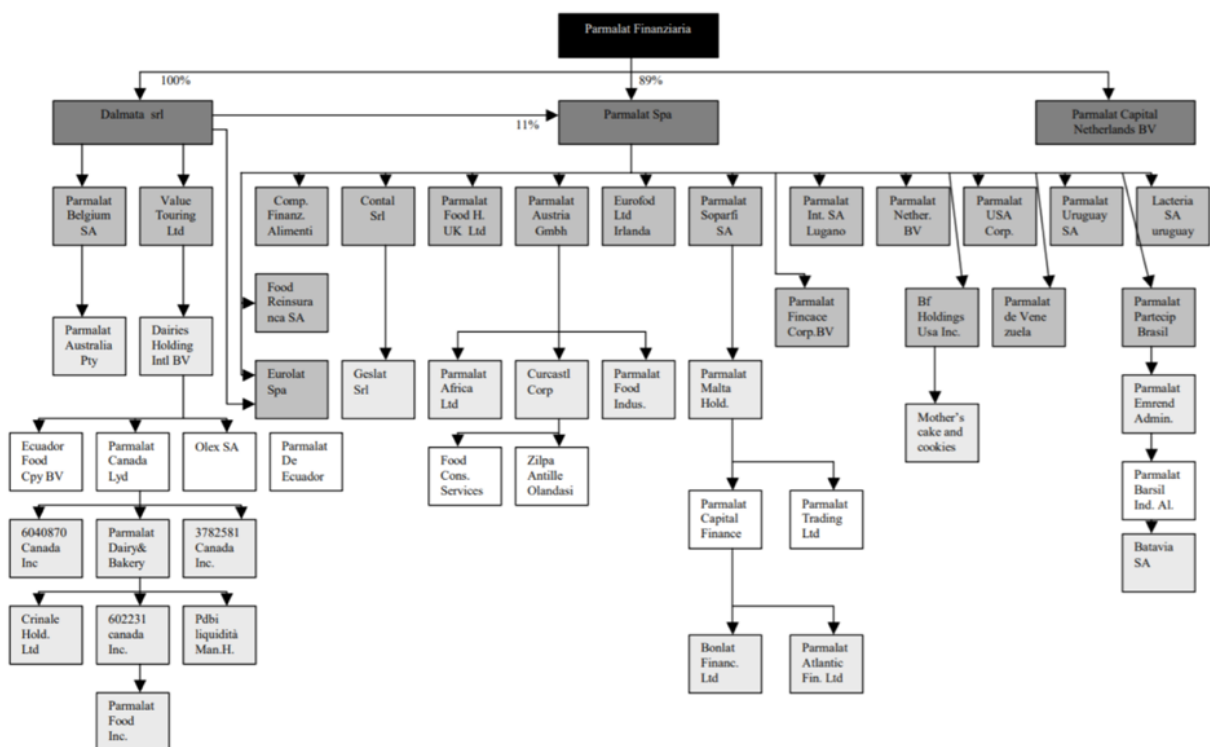 Parmalat Finanziaria
100%
89%
Dalmata srl
11%
Parmalat Spa
Parmalat Capital
Netherlands BV
Parmalat
Belgium
SA
Value
Touring
Ltd
Comp.
Finanz.
Alimenti
Contal
Srl
Parmalat
Food H.
UK Ltd
Parmalat
Austria
Gmbh
Eurofod
Ltd
Irlanda
Parmalat
Soparfi
SA
Parmalat
Int. SA
Lugano
Parmalat
Nether.
BV
Parmalat
USA
Corp.
Parmalat
Uruguay
SA
Lacteria
SA
uruguay
Food
Reinsura
nca SA
Parmalat
Fincace
Corp.BV
Bf
Holdings
Usa Inc.
Parmalat
de Vene
zuela
Parmalat
Partecip
Brasil
Parmalat
Australia
Pty
Dairies
Holding
Intl BV
Eurolat
Spa
Geslat
Srl
Parmalat
Africa
Ltd
Curcastl
Corp
Parmalat
Food
Indus.
Parmalat
Malta
Hold.
Parmalat
Emrend
Admin.
Mother's
cake and
cookies
Ecuador
Food
Cpy BV
Parmalat
Canada
Lyd
Olex SA
Parmalat
De
Ecuador
Food
Cons.
Services
Zilpa
Antille
Olandasi
Parmalat
Barsil
Ind. Al.
Parmalat
Capital
Finance
Parmalat
Trading
Ltd
6040870
Canada
Inc
Parmalat
Dairy&
Bakery
3782581
Canada
Inc.
Batavia
SA
Crinale
Hold.
Ltd
602231
canada
Inc.
Pdbi
liquidità
Man.H.
Bonlat
Financ.
Ltd
Parmalat
Atlantic
Fin. Ltd
Parmalat
Food
Inc.